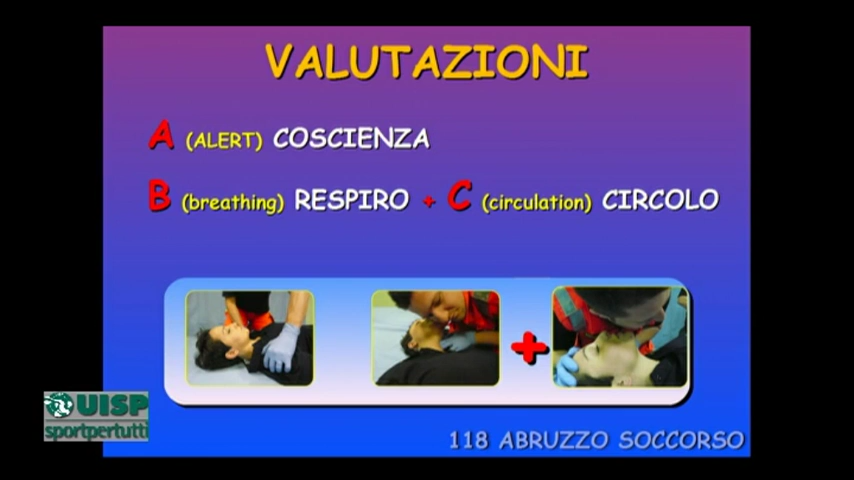 VALUTAZIONI
A (ALERT) COSCIENZA
B (breathing) RESPIRO + C (circulation) CIRCOLO
+
UISP
sportpertutti
118 ABRUZZO SOCCORSO